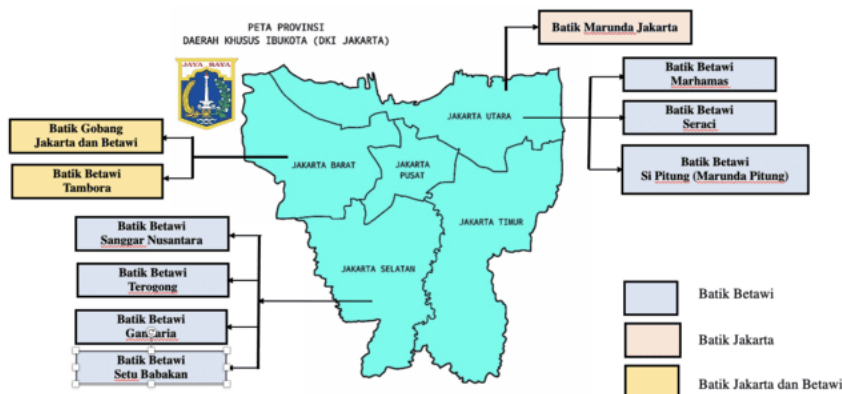 PETA PROVINSI
DAERAH KHUSUS IBUKOTA (DKI JAKARTA)
JAYA RAYA
Batik Marunda Jakarta
Batik Betawi
Marhamas
Batik Betawi
Seraci
Batik Betawi
Si Pitung (Marunda Pitung)
JAKARTA UTARA
JAKARTA BARAT
JAKARTA
PUSAT
JAKARTA TIMUR
JAKARTA SELATAN
Batik Gobang
Jakarta dan Betawi
Batik Betawi
Tambora
Batik Betawi
Sanggar Nusantara
Batik Betawi
Terogong
Batik Betawi
Gandaria
Batik Betawi
Setu Babakan
Batik Betawi
Batik Jakarta
Batik Jakarta dan Betawi